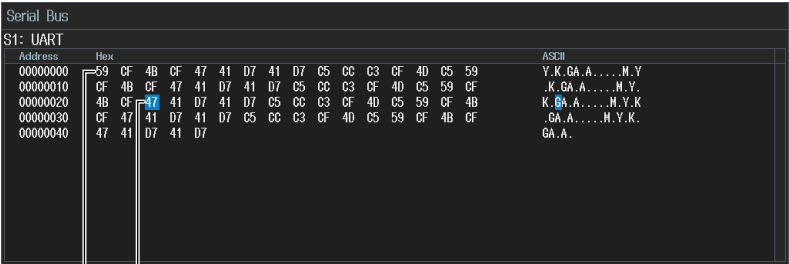 Serial Bus
S1: UART
Address Hex ASCII
00000000 59 CF 4B CF 47 41 D7 41 D7 C5 CC C3 CF 4D C5 59 Y.K.GA.A.....M.Y
00000010 CF 4B CF 47 41 D7 41 D7 C5 CC C3 CF 4D C5 59 CF .K.GA.A.....M.Y.
00000020 4B CF 47 41 D7 41 D7 C5 CC C3 CF 4D C5 59 CF 4B K.GA.A.....M.Y.K
00000030 CF 47 41 D7 41 D7 C5 CC C3 CF 4D C5 59 CF 4B CF .GA.A.....M.Y.K.
00000040 47 41 D7 41 D7 GA.A.